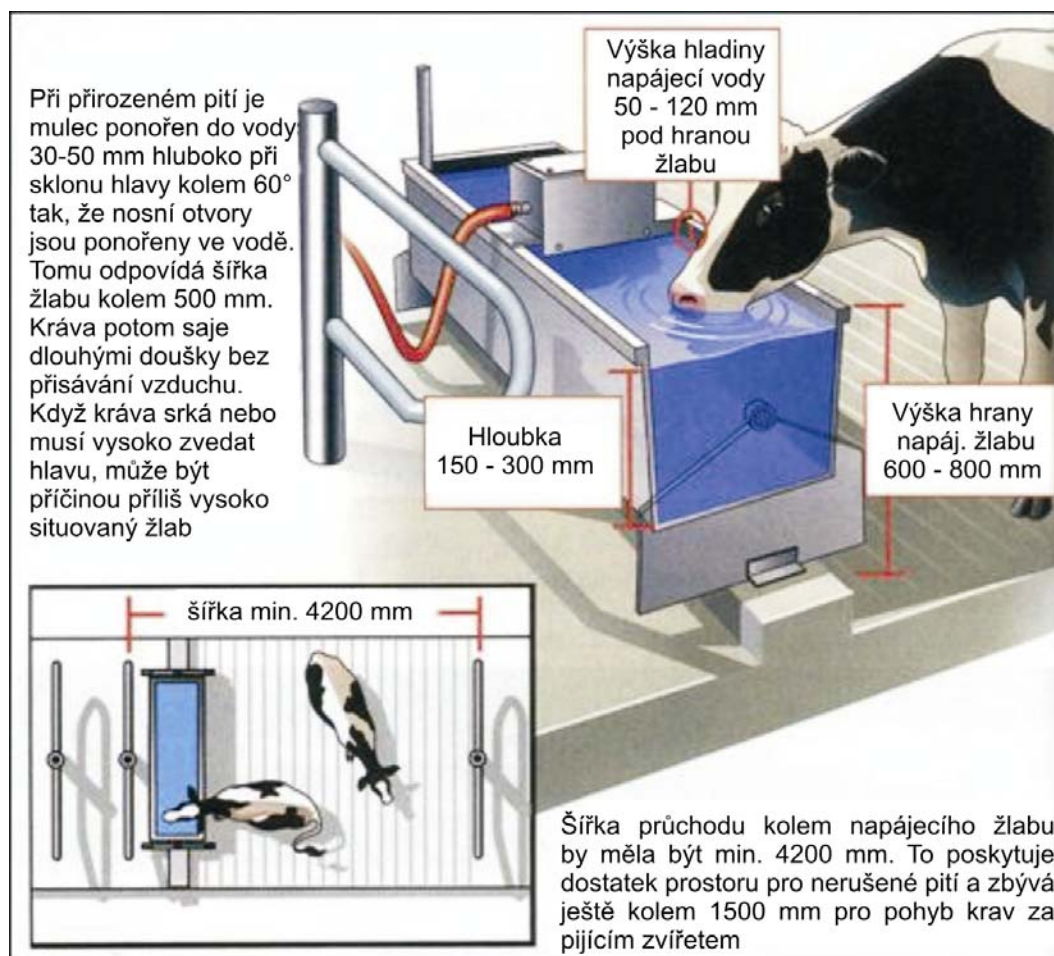 Při přirozeném pití je
mulec ponořen do vody
30-50 mm hluboko při
sklonu hlavy kolem 60°
tak, že nosní otvory
jsou ponořeny ve vodě.
Tomu odpovídá šířka
žlabu kolem 500 mm.
Kráva potom saje
dlouhými doušky bez
přisávání vzduchu.
Když kráva srká nebo
musí vysoko zvedat
hlavu, může být
příčinou příliš vysoko
situovaný žlab
Výška hladiny
napájecí vody
50 - 120 mm
pod hranou
žlabu
Hloubka
150 - 300 mm
Výška hrany
napáj. žlabu
600 - 800 mm
šířka min. 4200 mm
Šířka průchodu kolem napájecího žlabu
by měla být min. 4200 mm. To poskytuje
dostatek prostoru pro nerušené pití a zbývá
ještě kolem 1500 mm pro pohyb krav za
pijícím zvířetem